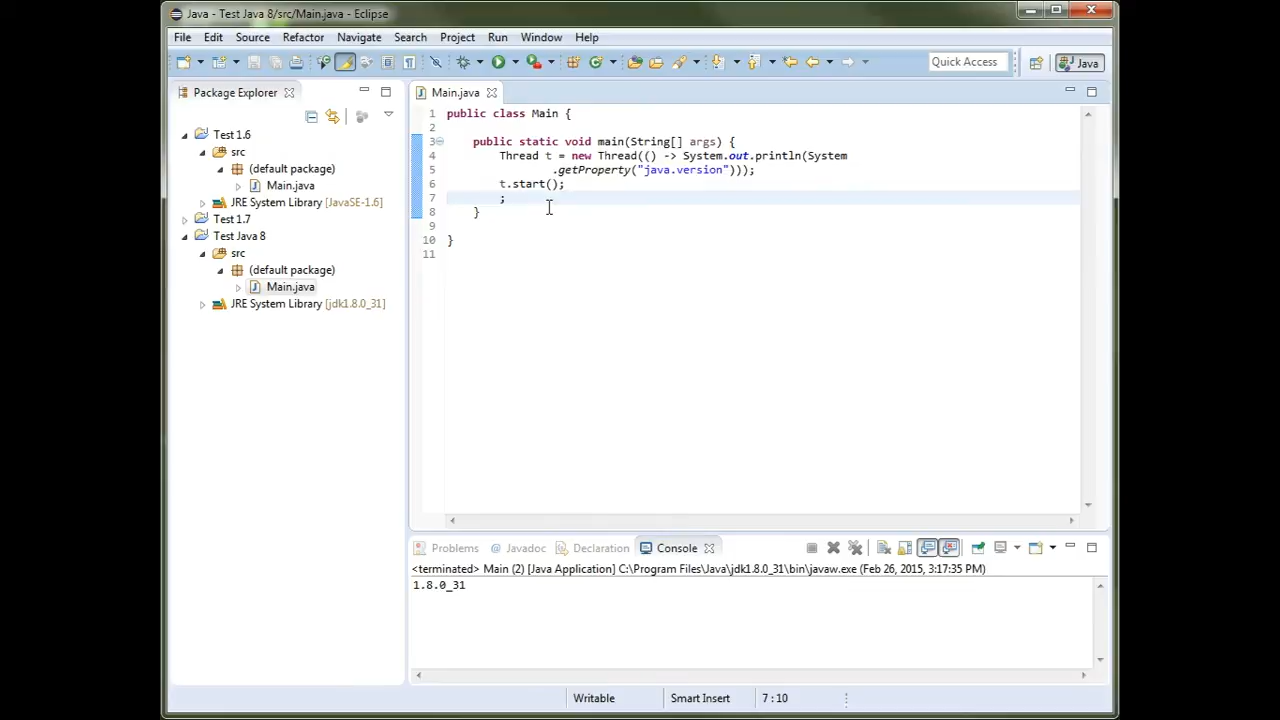 Java - Test Java 8/src/Main.java - Eclipse
File Edit Source Refactor Navigate Search Project Run Window Help
Quick Access
Java
Package Explorer
Test 1.6
src
(default package)
Main.java
JRE System Library [JavaSE-1.6]
Test 1.7
Test Java 8
src
(default package)
Main.java
JRE System Library [jdk1.8.0_31]
Main.java
1 public class Main {
2
3 public static void main(String[] args) {
4 Thread t = new Thread(() -> System.out.println(System
5 .getProperty("java.version")));
6 t.start();
7 ;
8 }
9
10 }
11
Problems @ Javadoc Declaration Console
<terminated> Main (2) [Java Application] C:\Program Files\Java\jdk1.8.0_31\bin\javaw.exe (Feb 26, 2015, 3:17:35 PM)
1.8.0_31
Writable Smart Insert 7 : 10